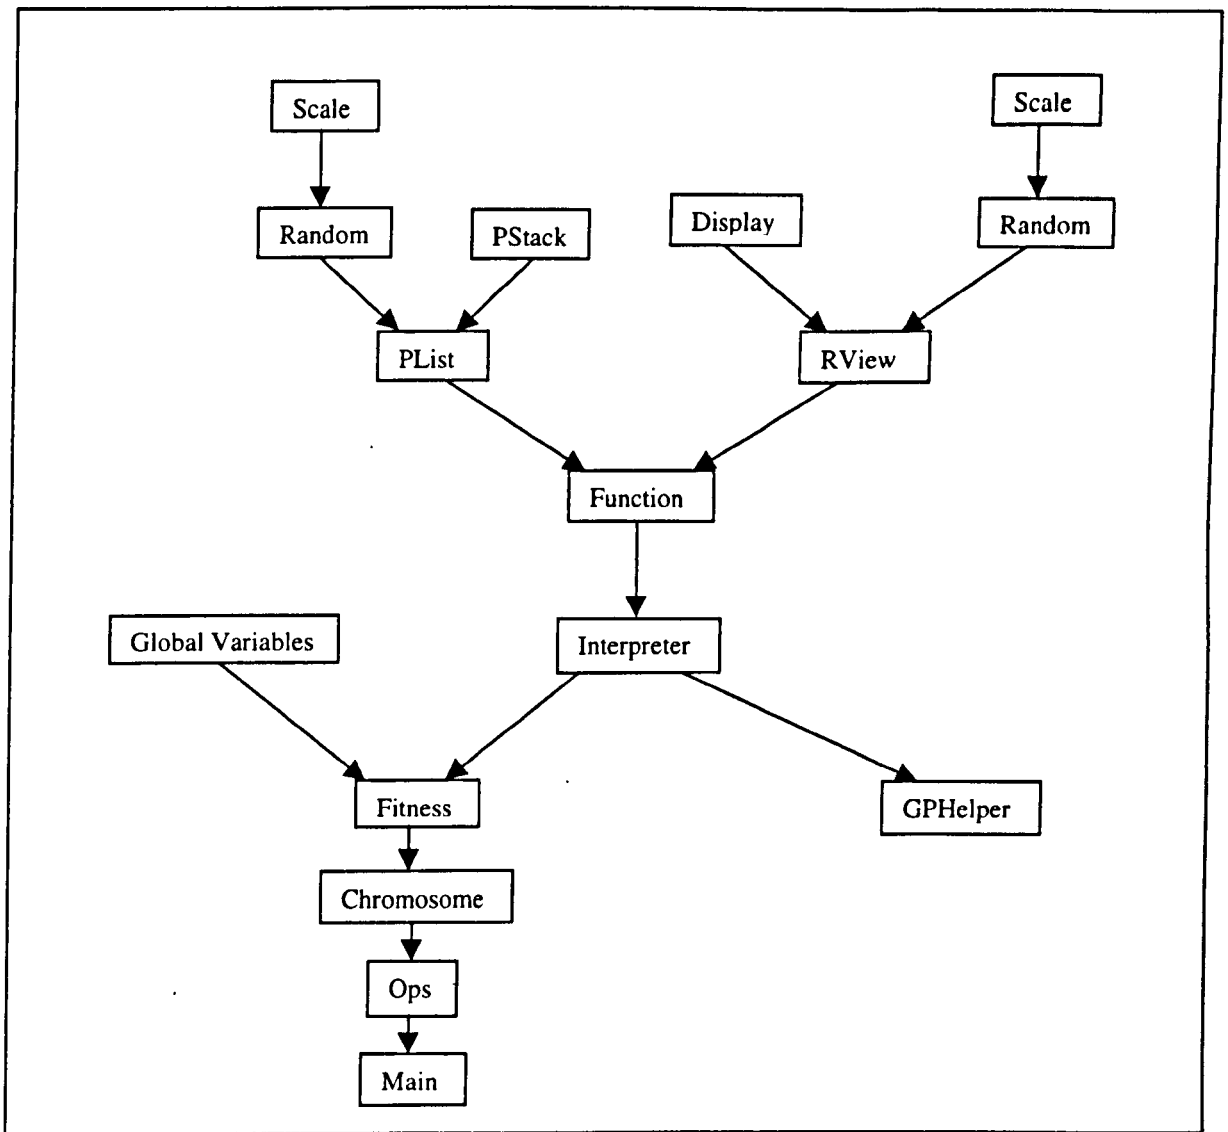 Scale
Scale
Random
PStack
Display
Random
PList
RView
Function
Global Variables
Interpreter
Fitness
GPHelper
Chromosome
Ops
Main